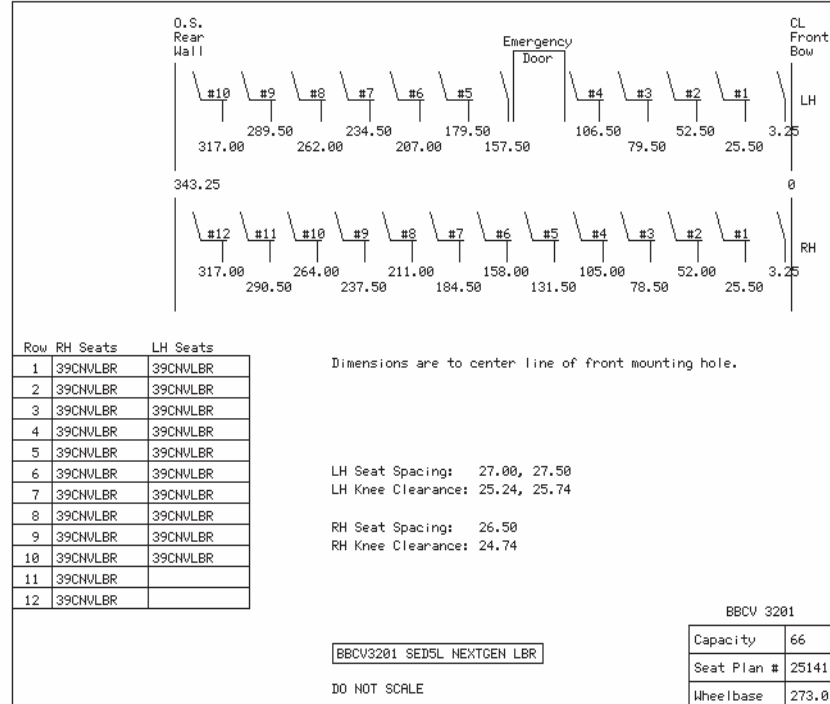 O.S.
Rear
Wall
CL
Front
Bow
Emergency
Door
#10 #9 #8 #7 #6 #5 #4 #3 #2 #1 LH
289.50 234.50 179.50 106.50 52.50 3.25
317.00 262.00 207.00 157.50 79.50 25.50
343.25 0
#12 #11 #10 #9 #8 #7 #6 #5 #4 #3 #2 #1 RH
317.00 264.00 211.00 158.00 105.00 52.00 3.25
290.50 237.50 184.50 131.50 78.50 25.50
Row RH Seats LH Seats
1 39CNVLBR 39CNVLBR
2 39CNVLBR 39CNVLBR
3 39CNVLBR 39CNVLBR
4 39CNVLBR 39CNVLBR
5 39CNVLBR 39CNVLBR
6 39CNVLBR 39CNVLBR
7 39CNVLBR 39CNVLBR
8 39CNVLBR 39CNVLBR
9 39CNVLBR 39CNVLBR
10 39CNVLBR 39CNVLBR
11 39CNVLBR
12 39CNVLBR
Dimensions are to center line of front mounting hole.
LH Seat Spacing: 27.00, 27.50
LH Knee Clearance: 25.24, 25.74
RH Seat Spacing: 26.50
RH Knee Clearance: 24.74
BBCV3201 SED5L NEXTGEN LBR
DO NOT SCALE
BBCV 3201
Capacity 66
Seat Plan # 25141
Wheelbase 273.0